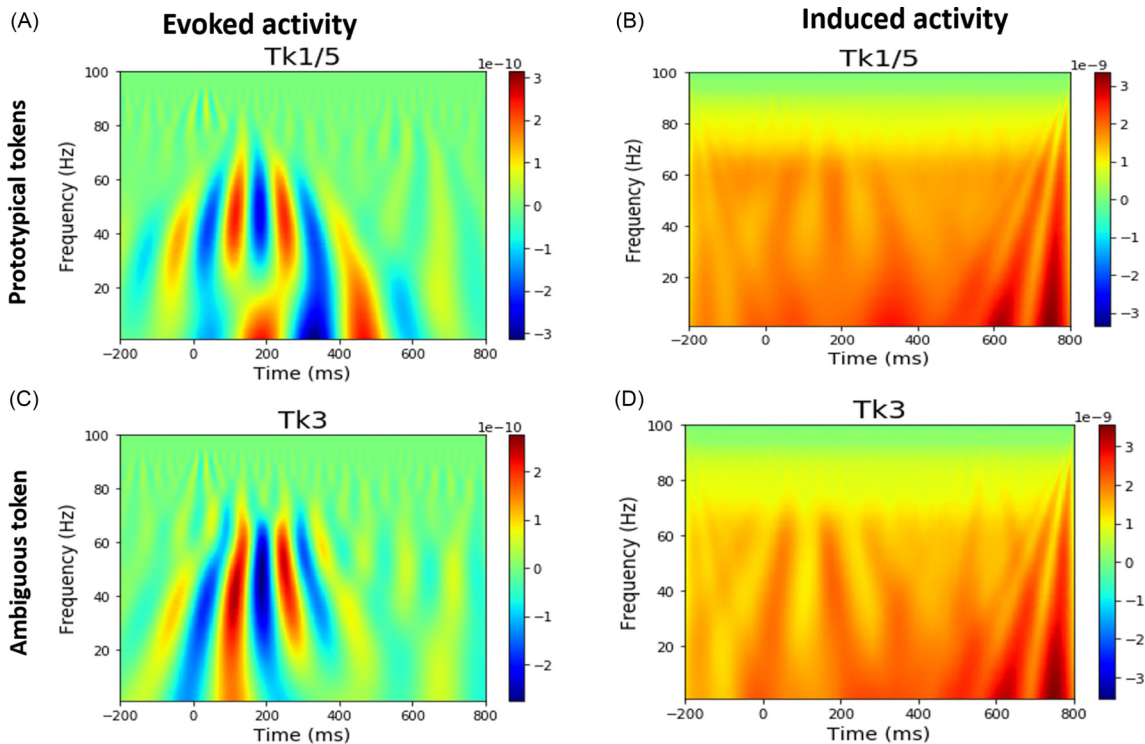 (A)
Evoked activity
(B)
Induced activity
Tk1/5
1e−10
Prototypical tokens
Frequency (Hz)
100
80
60
40
20
3
2
1
0
−1
−2
−3
−200 0 200 400 600 800
Time (ms)
Tk1/5
1e−9
Frequency (Hz)
100
80
60
40
20
3
2
1
0
−1
−2
−3
−200 0 200 400 600 800
Time (ms)
(C)
Tk3
1e−10
Ambiguous token
Frequency (Hz)
100
80
60
40
20
2
1
0
−1
−2
−200 0 200 400 600 800
Time (ms)
(D)
Tk3
1e−9
Frequency (Hz)
100
80
60
40
20
3
2
1
0
−1
−2
−3
−200 0 200 400 600 800
Time (ms)